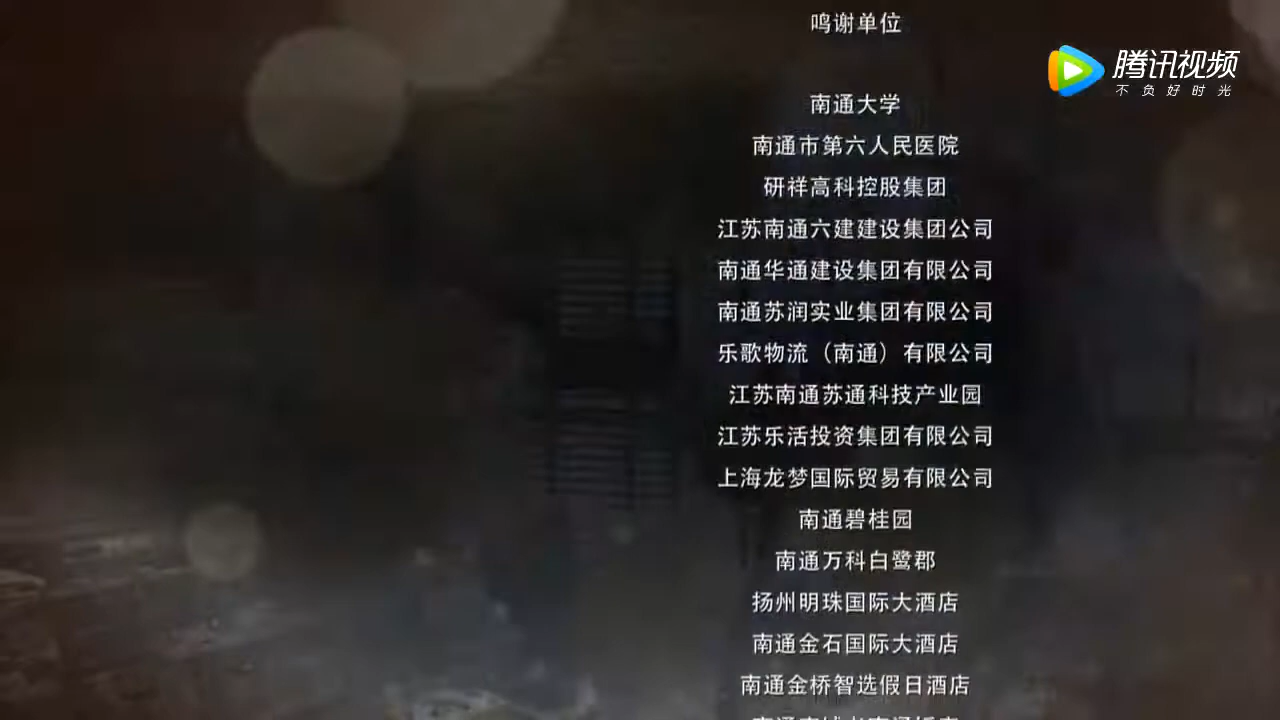 鸣谢单位
腾讯视频
不负好时光
南通大学
南通市第六人民医院
研祥高科控股集团
江苏南通六建建设集团公司
南通华通建设集团有限公司
南通苏润实业集团有限公司
乐歌物流（南通）有限公司
江苏南通苏通科技产业园
江苏乐活投资集团有限公司
上海龙梦国际贸易有限公司
南通碧桂园
南通万科白鹭郡
扬州明珠国际大酒店
南通金石国际大酒店
南通金桥智选假日酒店